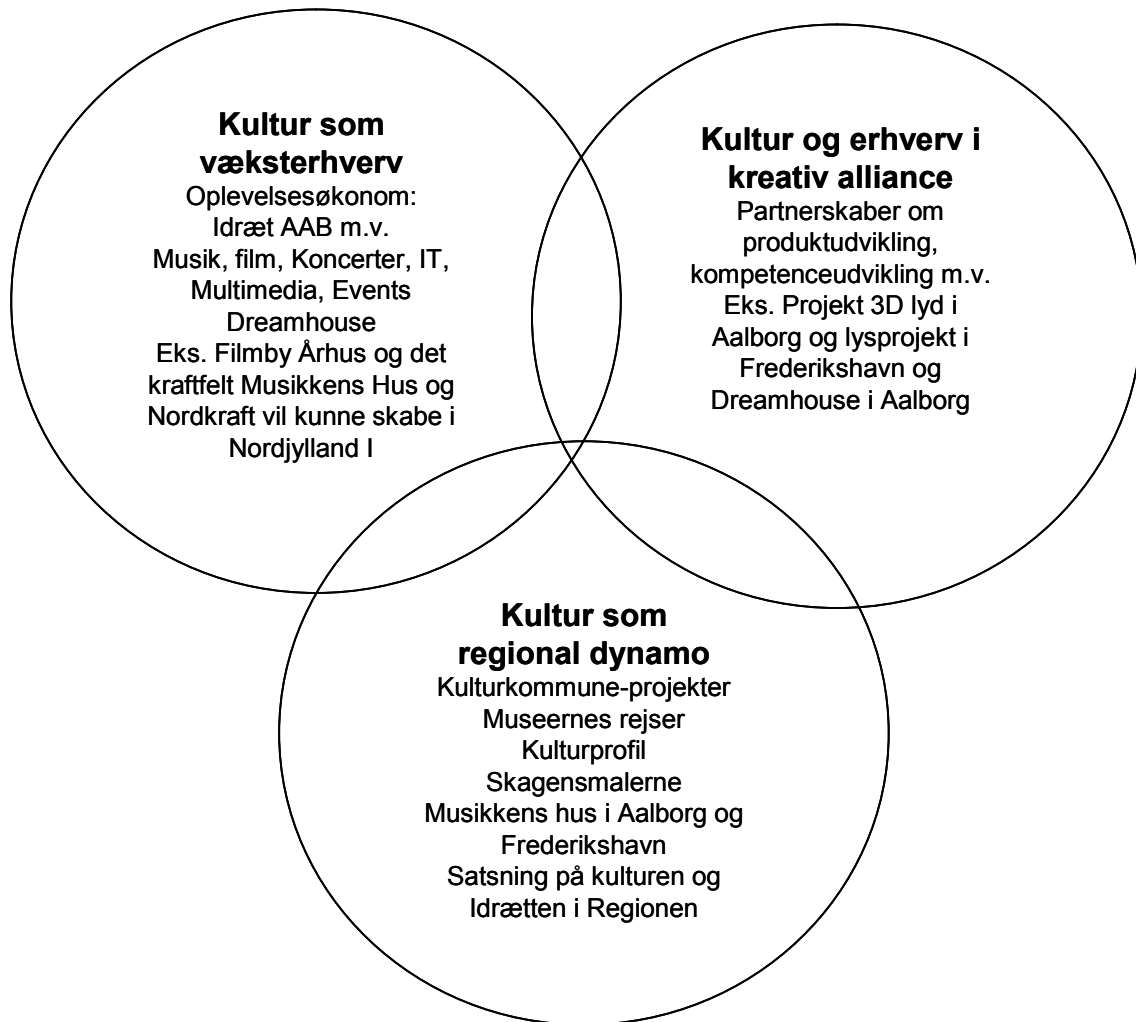 Kultur som
væksterhverv
Oplevelsesøkonom:
Idræt AAB m.v.
Musik, film, Koncerter, IT,
Multimedia, Events
Dreamhouse
Eks. Filmby Århus og det
kraftfelt Musikkens Hus og
Nordkraft vil kunne skabe i
Nordjylland I
Kultur og erhverv i
kreativ alliance
Partnerskaber om
produktudvikling,
kompetenceudvikling m.v.
Eks. Projekt 3D lyd i
Aalborg og lysprojekt i
Frederikshavn og
Dreamhouse i Aalborg
Kultur som
regional dynamo
Kulturkommune-projekter
Museernes rejser
Kulturprofil
Skagensmalerne
Musikkens hus i Aalborg og
Frederikshavn
Satsning på kulturen og
Idrætten i Regionen